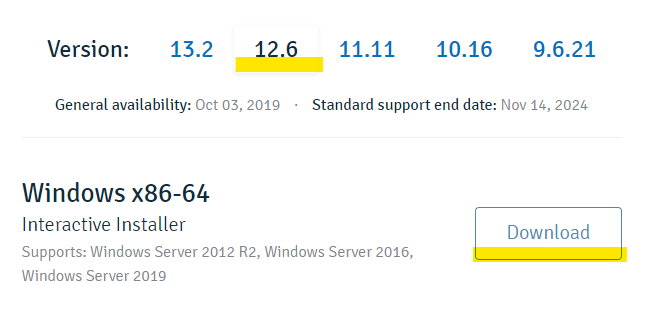 Version: 13.2 12.6 11.11 10.16 9.6.21
General availability: Oct 03, 2019 · Standard support end date: Nov 14, 2024
Windows x86-64
Interactive Installer
Download
Supports: Windows Server 2012 R2, Windows Server 2016,
Windows Server 2019